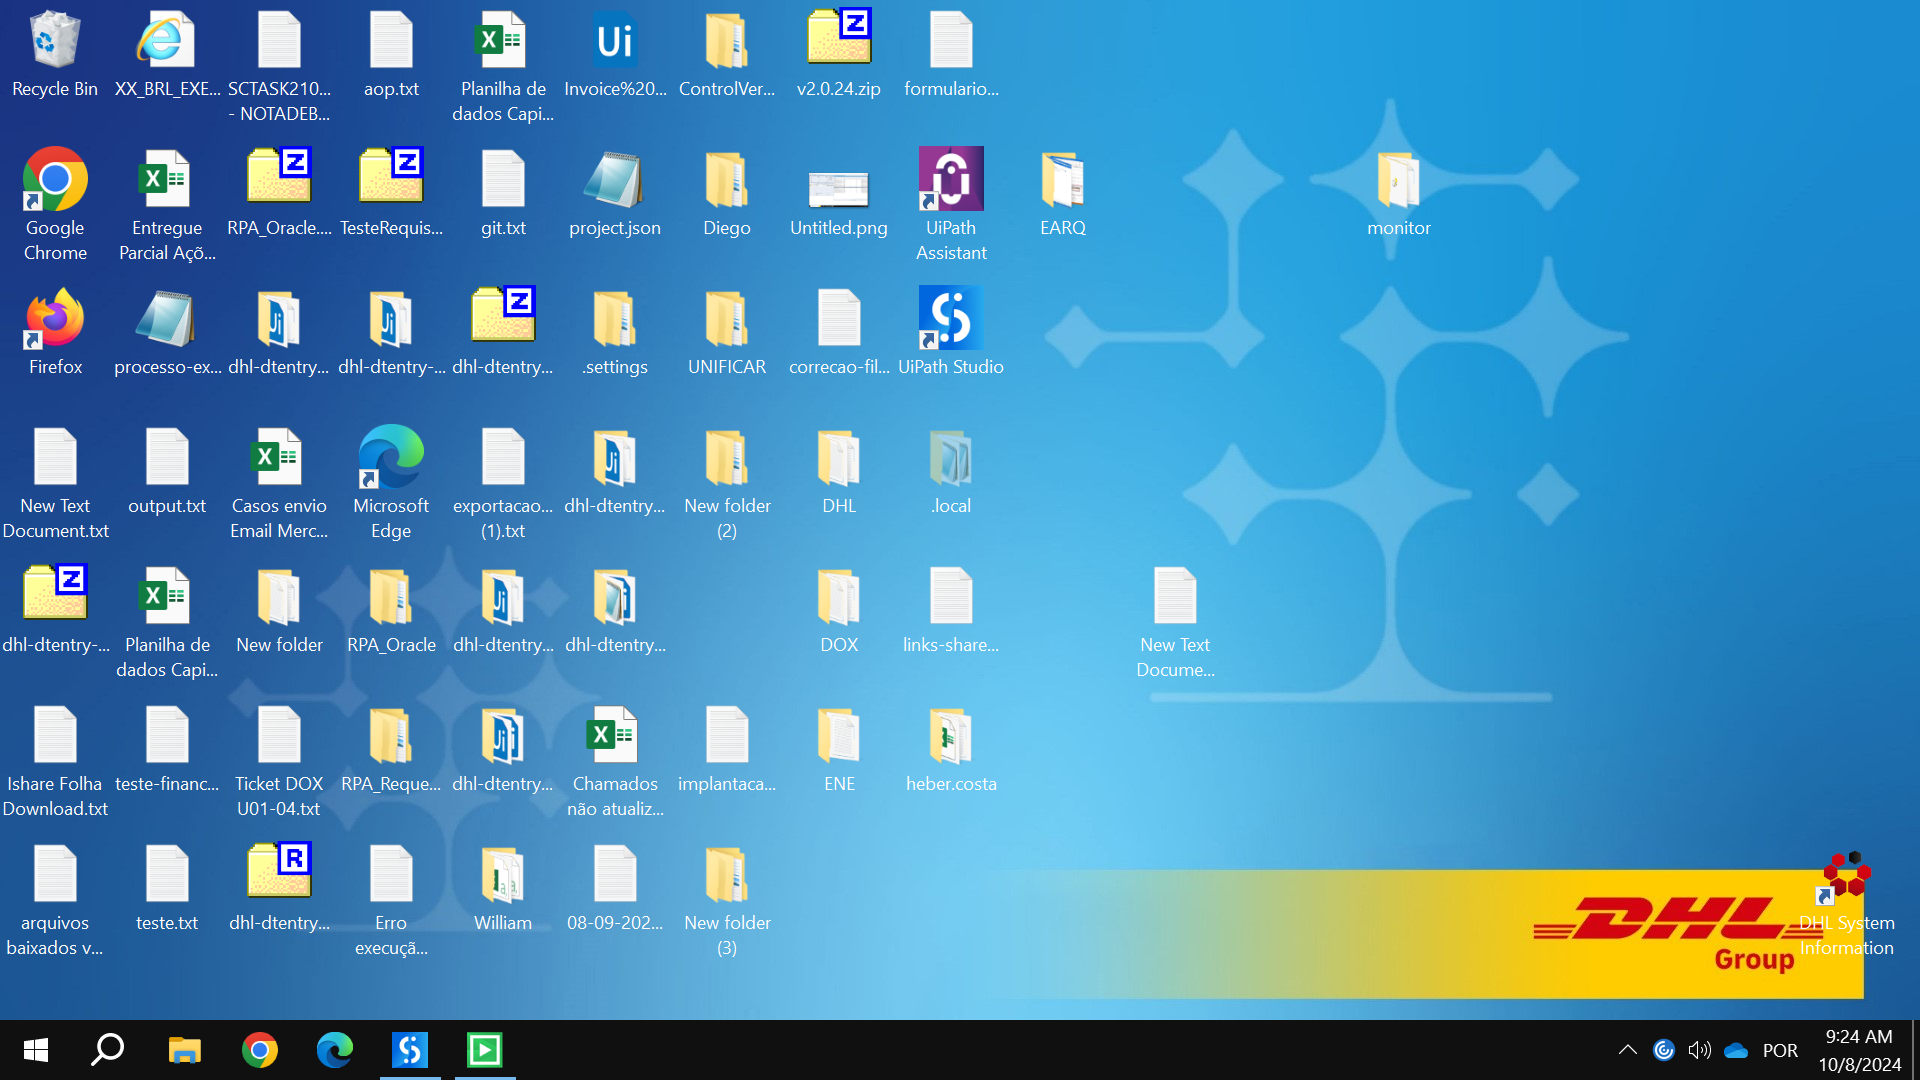 Recycle Bin
XX_BRL_EXE...
SCTASK210...
- NOTADEB...
aop.txt
Planilha de
dados Capi...
Invoice%20...
ControlVer...
v2.0.24.zip
formulario...
Google
Chrome
Entregue
Parcial Açõ...
RPA_Oracle....
TesteRequis...
git.txt
project.json
Diego
Untitled.png
UiPath
Assistant
EARQ
monitor
Firefox
processo-ex...
dhl-dtentry...
dhl-dtentry-...
dhl-dtentry...
.settings
UNIFICAR
correcao-fil...
UiPath Studio
New Text
Document.txt
output.txt
Casos envio
Email Merc...
Microsoft
Edge
exportacao...
(1).txt
dhl-dtentry...
New folder
(2)
DHL
.local
dhl-dtentry-...
Planilha de
dados Capi...
New folder
RPA_Oracle
dhl-dtentry...
dhl-dtentry...
DOX
links-share...
New Text
Docume...
Ishare Folha
Download.txt
teste-financ...
Ticket DOX
U01-04.txt
RPA_Reque...
dhl-dtentry...
Chamados
não atualiz...
implantaca...
ENE
heber.costa
arquivos
baixados v...
teste.txt
dhl-dtentry...
Erro
execuçã...
William
08-09-202...
New folder
(3)
DHL
Group
DHL System
Information
POR
9:24 AM
10/8/2024